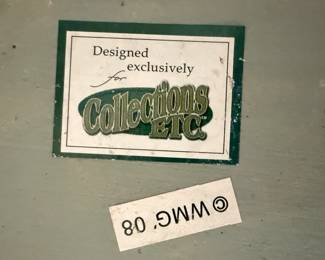 Designed
exclusively
for
Collections
ETC.
© WMG' 08